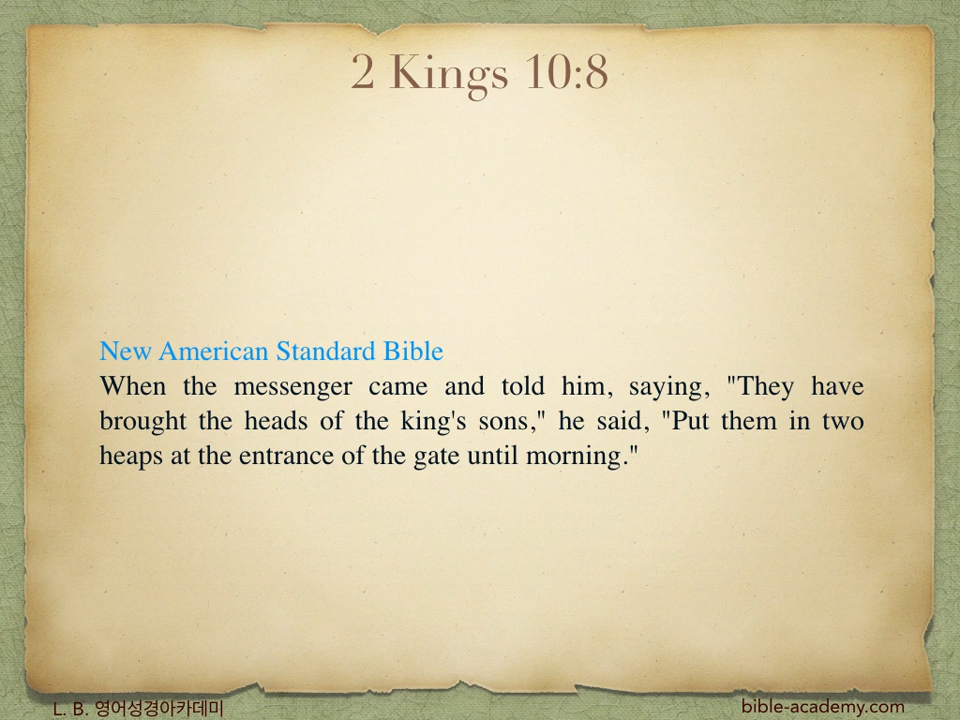 2 Kings 10:8
New American Standard Bible
When the messenger came and told him, saying, "They have
brought the heads of the king's sons," he said, "Put them in two
heaps at the entrance of the gate until morning."
L. B. 영어성경아카데미
bible-academy.com